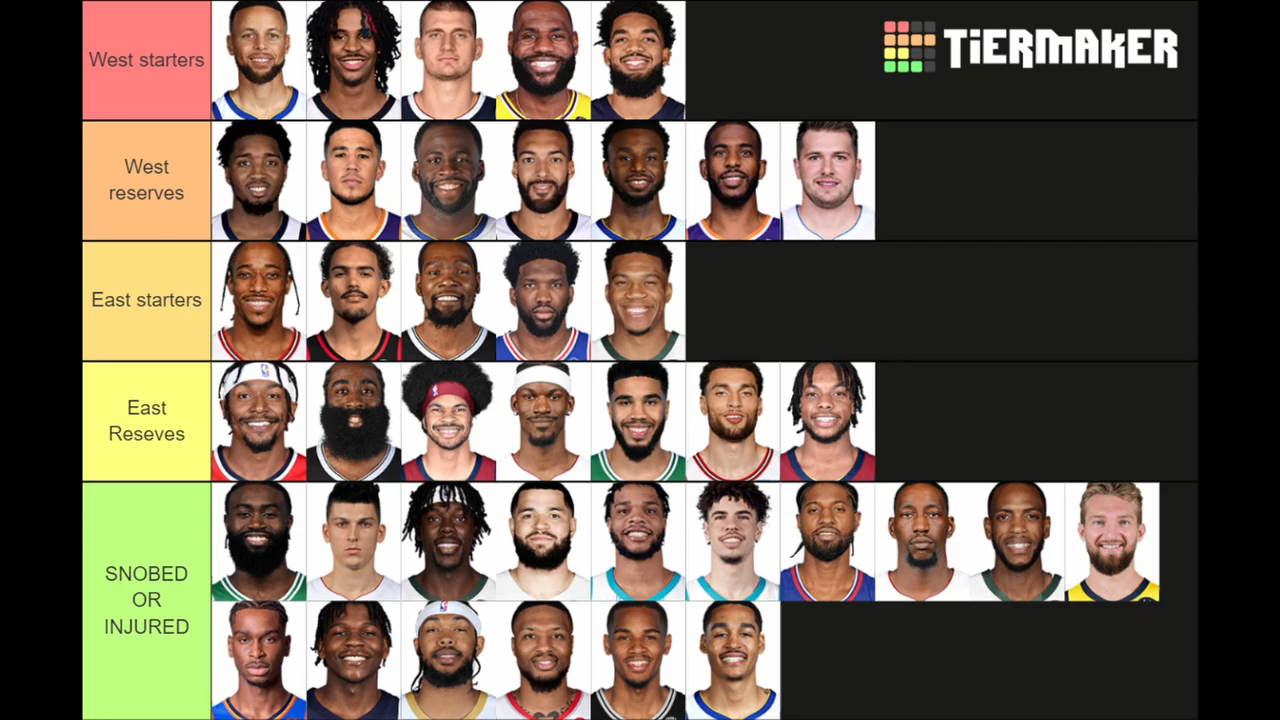 West starters
TiERMAKER
West
reserves
East starters
East
Reseves
SNOBED
OR
INJURED